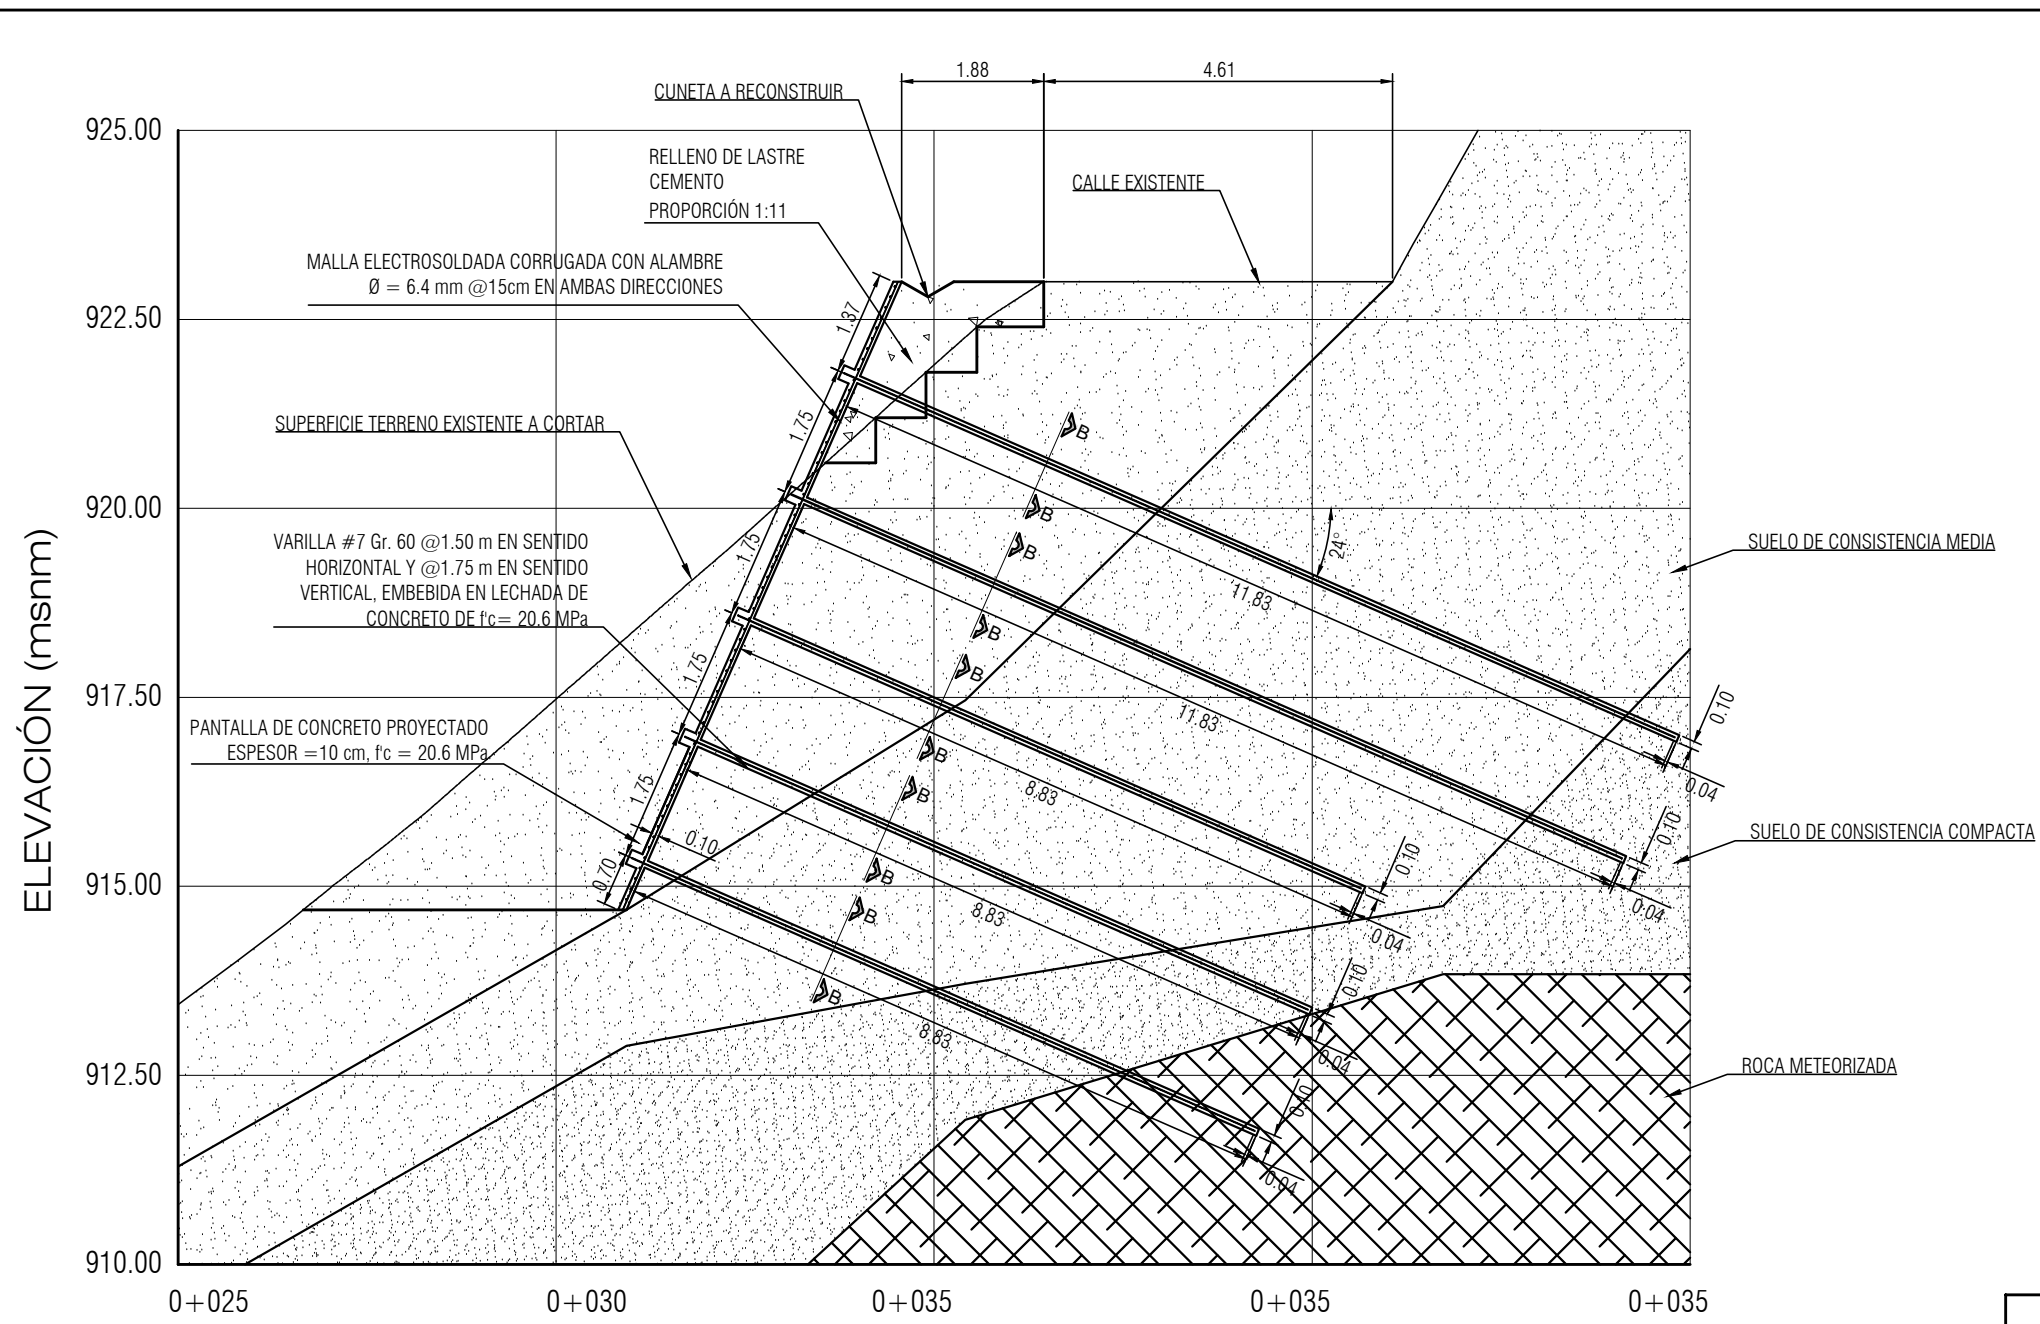 1.88
4.61
CUNETA A RECONSTRUIR
925.00
RELLENO DE LASTRE
CEMENTO
PROPORCIÓN 1:11
CALLE EXISTENTE
MALLA ELECTROSOLDADA CORRUGADA CON ALAMBRE
Ø = 6.4 mm @15cm EN AMBAS DIRECCIONES
1.37
922.50
1.75
SUPERFICIE TERRENO EXISTENTE A CORTAR
B
920.00
B
VARILLA #7 Gr. 60 @1.50 m EN SENTIDO
HORIZONTAL Y @1.75 m EN SENTIDO
VERTICAL, EMBEBIDA EN LECHADA DE
CONCRETO DE f'c= 20.6 MPa
1.75
B
24°
SUELO DE CONSISTENCIA MEDIA
11.83
B
1.75
B
917.50
11.83
0.10
PANTALLA DE CONCRETO PROYECTADO
ESPESOR =10 cm, f'c = 20.6 MPa
B
1.75
8.83
B
0.04
0.10
0.10
SUELO DE CONSISTENCIA COMPACTA
0.70
B
0.10
915.00
8.83
B
0.04
0.04
0.10
B
8.83
0.04
912.50
0.10
ROCA METEORIZADA
0.04
910.00
ELEVACIÓN (msnm)
0+025
0+030
0+035
0+035
0+035